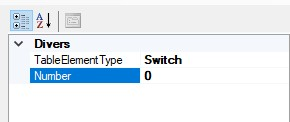 A
Z
Divers
TableElementType Switch
Number 0